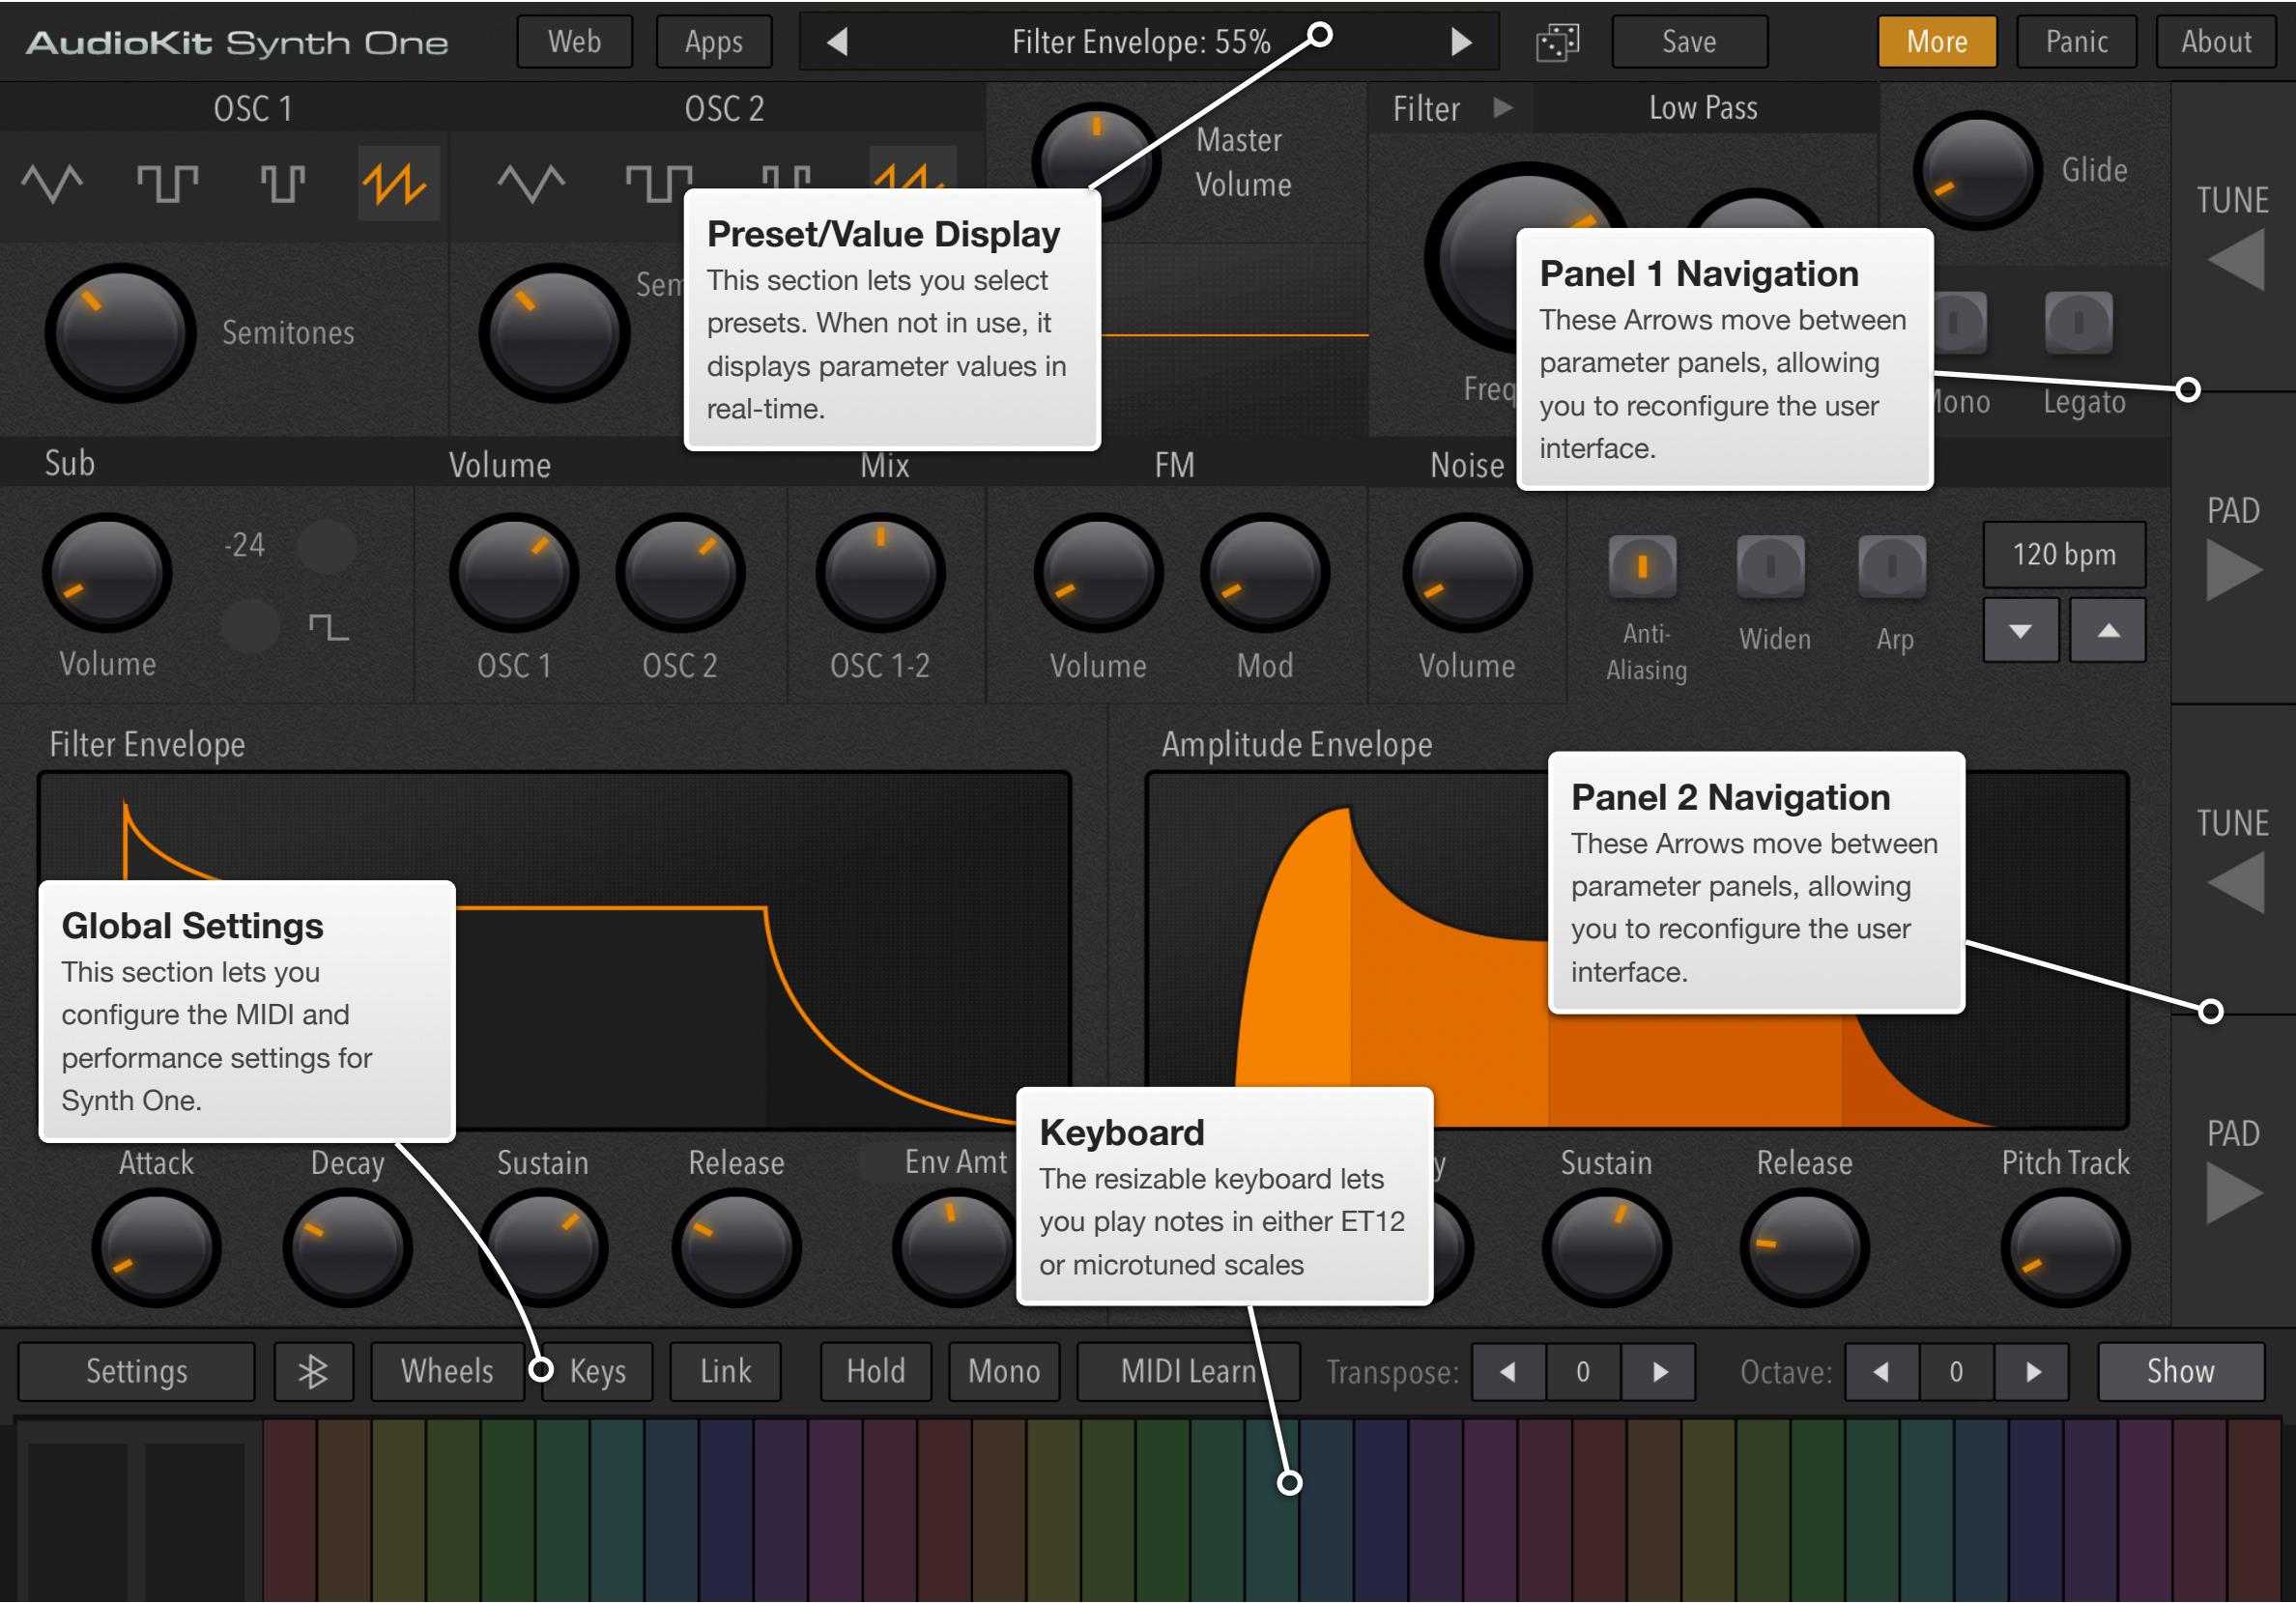 AudioKit Synth One
Web
Apps
Filter Envelope: 55%
Save
More
Panic
About
OSC 1
OSC 2
Master
Volume
Filter
Low Pass
Glide
TUNE
Semitones
Preset/Value Display
This section lets you select
presets. When not in use, it
displays parameter values in
real-time.
Panel 1 Navigation
These Arrows move between
parameter panels, allowing
you to reconfigure the user
interface.
Legato
PAD
Sub
Volume
Mix
FM
Noise
-24
120 bpm
Volume
OSC 1
OSC 2
OSC 1-2
Volume
Mod
Volume
Anti-
Aliasing
Widen
Arp
Filter Envelope
Amplitude Envelope
TUNE
Panel 2 Navigation
These Arrows move between
parameter panels, allowing
you to reconfigure the user
interface.
Global Settings
This section lets you
configure the MIDI and
performance settings for
Synth One.
Keyboard
The resizable keyboard lets
you play notes in either ET12
or microtuned scales
PAD
Attack
Decay
Sustain
Release
Env Amt
Sustain
Release
Pitch Track
Settings
Wheels
Keys
Link
Hold
Mono
MIDI Learn
Transpose:
0
Octave:
0
Show